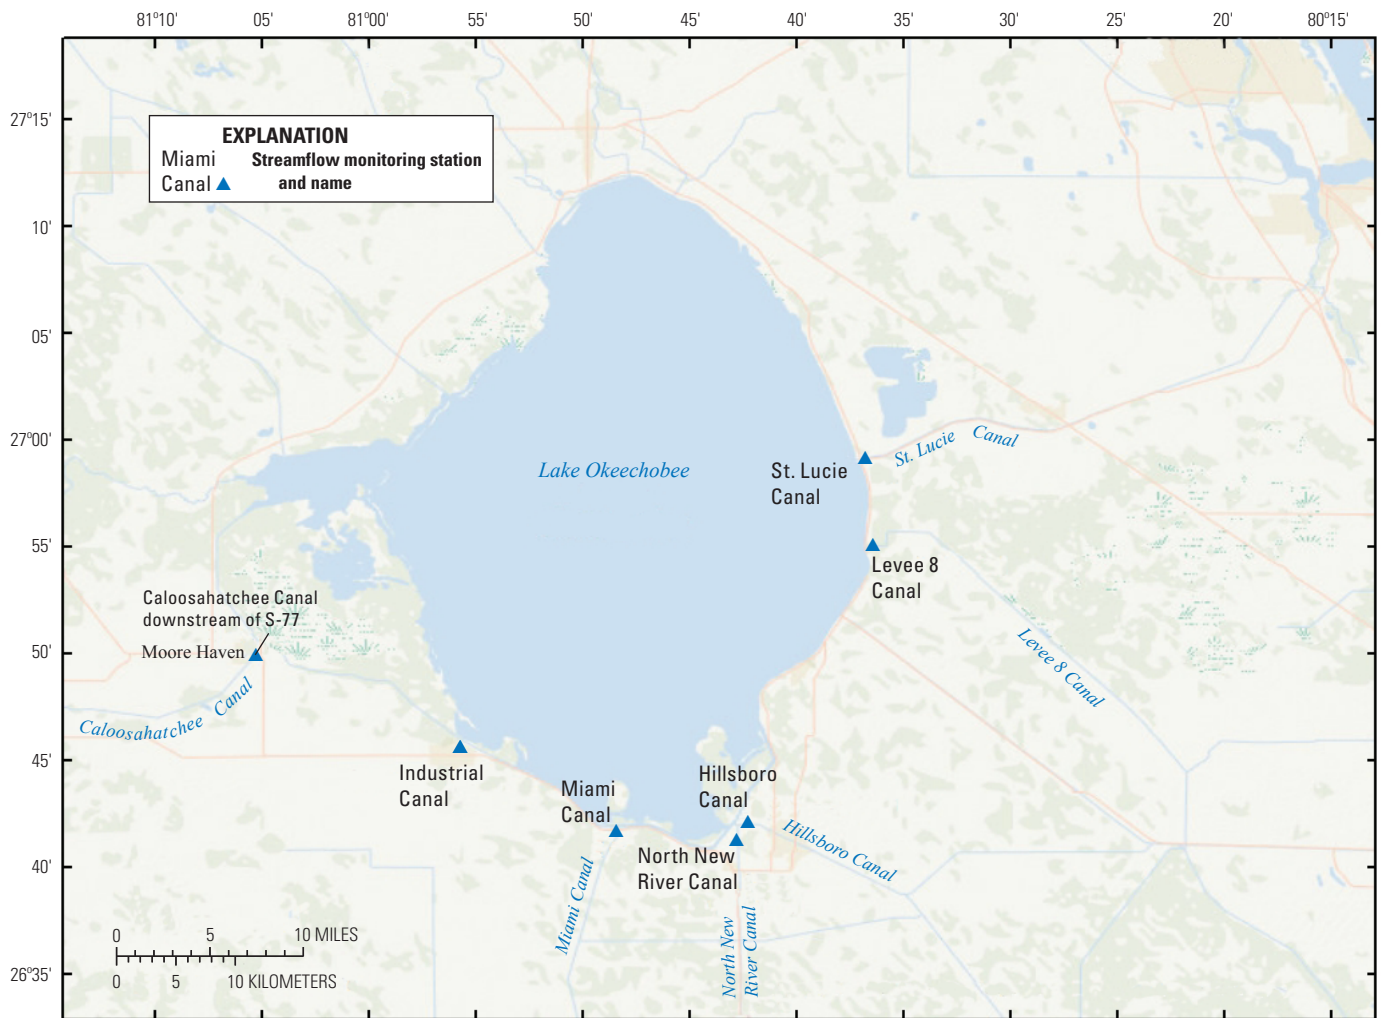 81°10'
05'
81°00'
55'
50'
45'
40'
35'
30'
25'
20'
80°15'
27°15'
10'
05'
27°00'
55'
50'
45'
40'
26°35'
EXPLANATION
Miami
Canal
Streamflow monitoring station
and name
Lake Okeechobee
St. Lucie
Canal
St. Lucie Canal
Levee 8
Canal
Levee 8 Canal
Caloosahatchee Canal
downstream of S-77
Moore Haven
Caloosahatchee Canal
Industrial
Canal
Miami
Canal
Miami Canal
Hillsboro
Canal
Hillsboro Canal
North New
River Canal
North New
River Canal
0 5 10 MILES
0 5 10 KILOMETERS